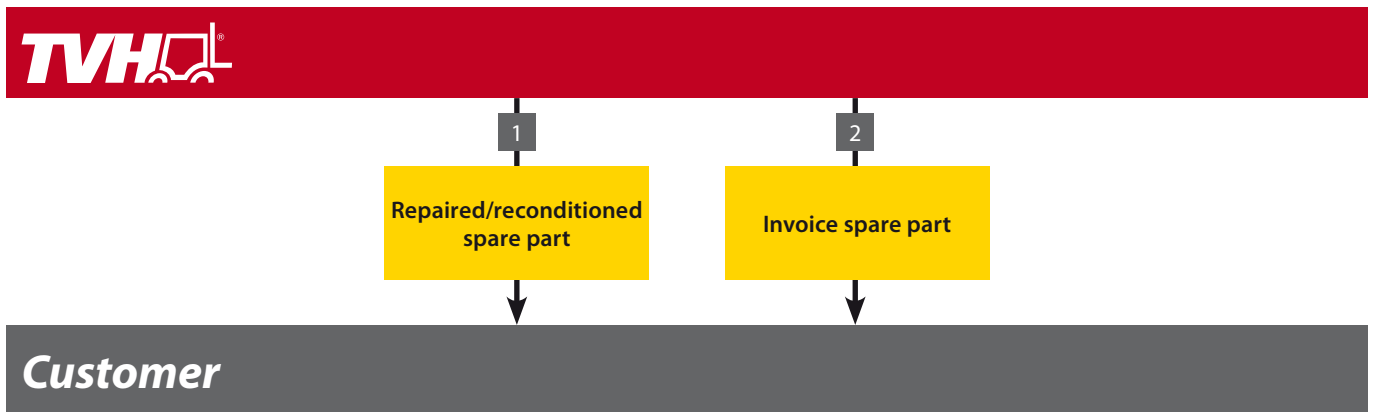 TVH®
1
2
Repaired/reconditioned
spare part
Invoice spare part
Customer